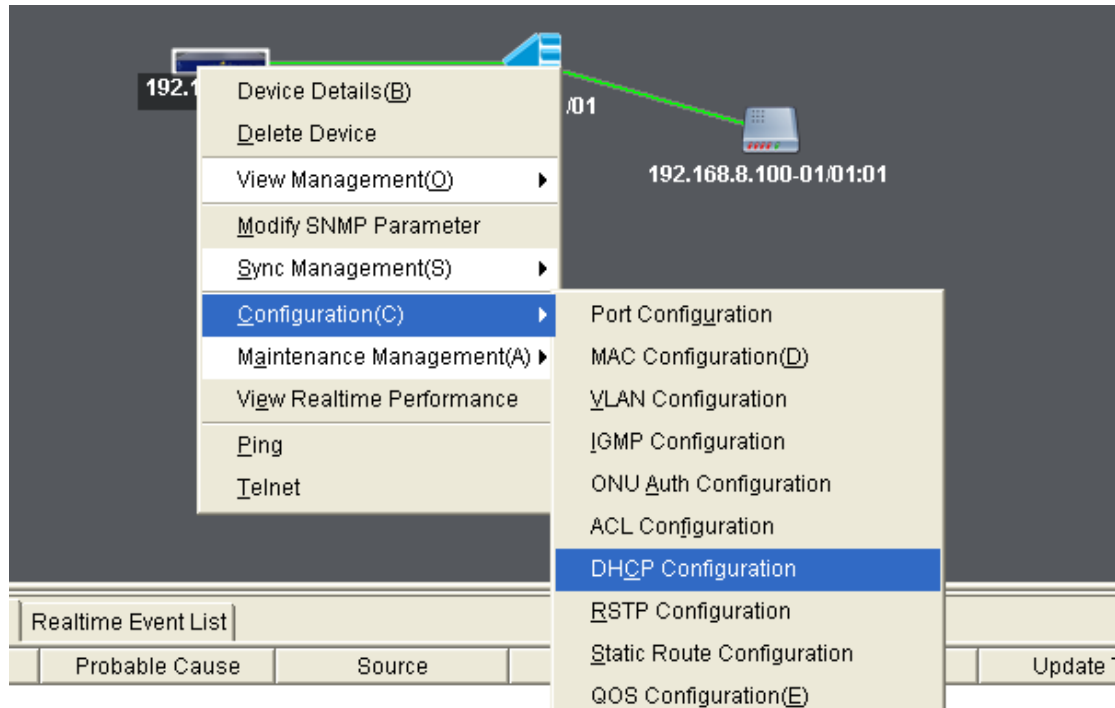 192.1
/01
192.168.8.100-01/01:01
Device Details(B)
Delete Device
View Management(O)
Modify SNMP Parameter
Sync Management(S)
Configuration(C)
Maintenance Management(A)
View Realtime Performance
Ping
Telnet
Port Configuration
MAC Configuration(D)
VLAN Configuration
IGMP Configuration
ONU Auth Configuration
ACL Configuration
DHCP Configuration
RSTP Configuration
Static Route Configuration
QOS Configuration(E)
Realtime Event List
Probable Cause
Source
Update